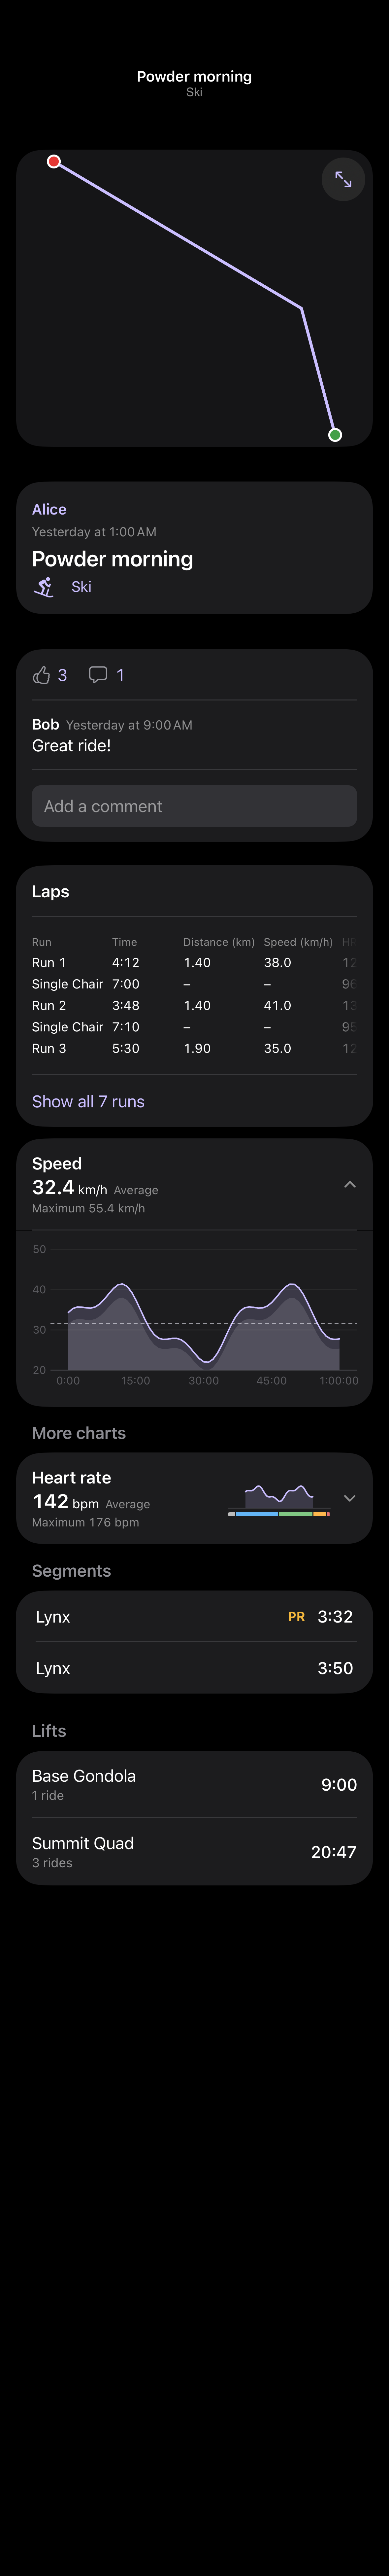 Powder morning
Ski
Alice
Yesterday at 1:00 AM
Powder morning
Ski
3 1
Bob Yesterday at 9:00 AM
Great ride!
Add a comment
Laps
Run Time Distance (km) Speed (km/h)
Run 1 4:12 1.40 38.0
Single Chair 7:00 – –
Run 2 3:48 1.40 41.0
Single Chair 7:10 – –
Run 3 5:30 1.90 35.0
Show all 7 runs
Speed
32.4 km/h Average
Maximum 55.4 km/h
50
40
30
20
0:00 15:00 30:00 45:00 1:00:00
More charts
Heart rate
142 bpm Average
Maximum 176 bpm
Segments
Lynx PR 3:32
Lynx 3:50
Lifts
Base Gondola
1 ride
9:00
Summit Quad
3 rides
20:47